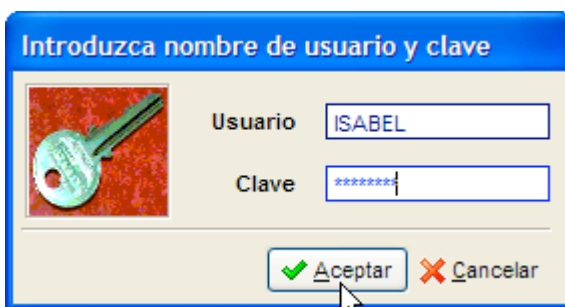 Introduzca nombre de usuario y clave
Usuario ISABEL
Clave ********
Aceptar Cancelar